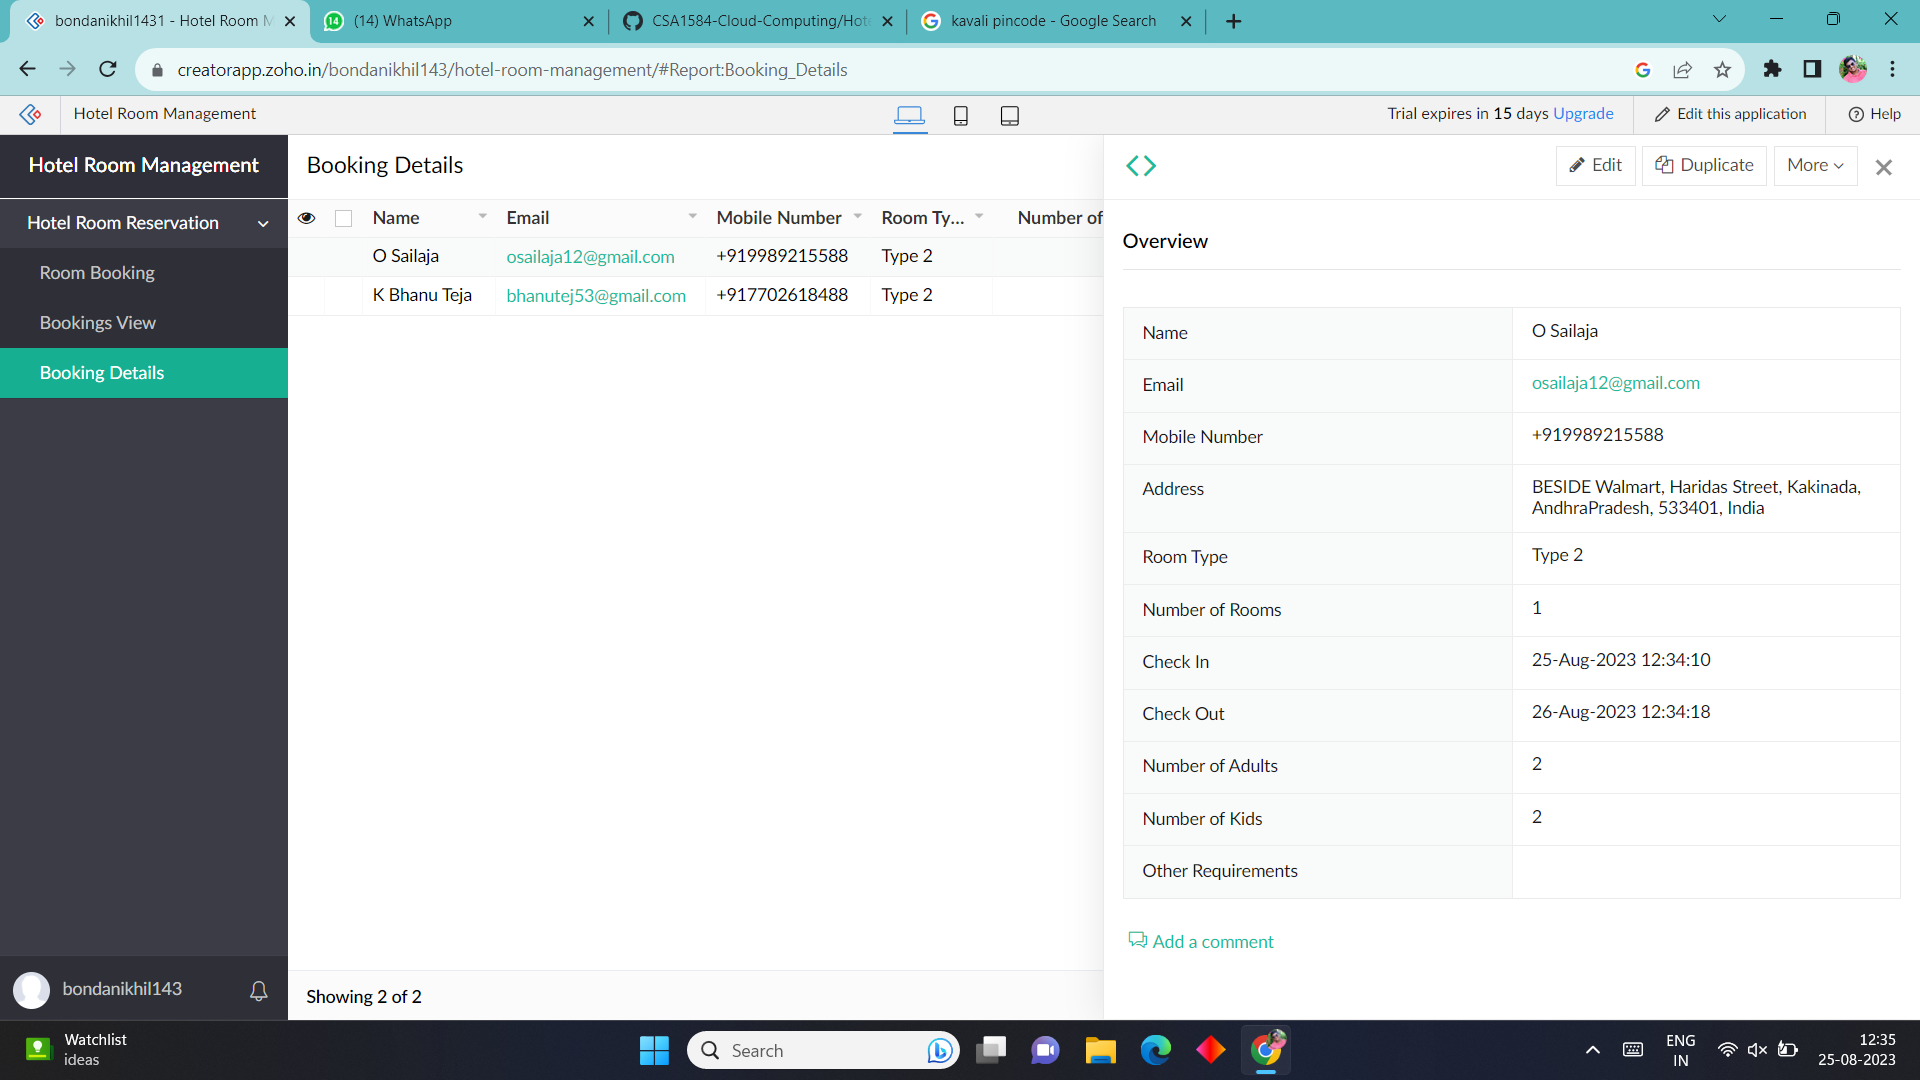 bondanikhil1431 - Hotel Room M
(14) WhatsApp
CSA1584-Cloud-Computing/Hote
kavali pincode - Google Search
creatorapp.zoho.in/bondanikhil143/hotel-room-management/#Report:Booking_Details
Hotel Room Management
Trial expires in 15 days Upgrade
Edit this application
Help
Hotel Room Management
Hotel Room Reservation
Room Booking
Bookings View
Booking Details
bondanikhil143
Booking Details
Name Email Mobile Number Room Ty... Number of
O Sailaja osailaja12@gmail.com +919989215588 Type 2
K Bhanu Teja bhanutej53@gmail.com +917702618488 Type 2
Showing 2 of 2
Edit Duplicate More
Overview
Name O Sailaja
Email osailaja12@gmail.com
Mobile Number +919989215588
Address BESIDE Walmart, Haridas Street, Kakinada,
AndhraPradesh, 533401, India
Room Type Type 2
Number of Rooms 1
Check In 25-Aug-2023 12:34:10
Check Out 26-Aug-2023 12:34:18
Number of Adults 2
Number of Kids 2
Other Requirements
Add a comment
Watchlist
ideas
Search
ENG
IN
12:35
25-08-2023